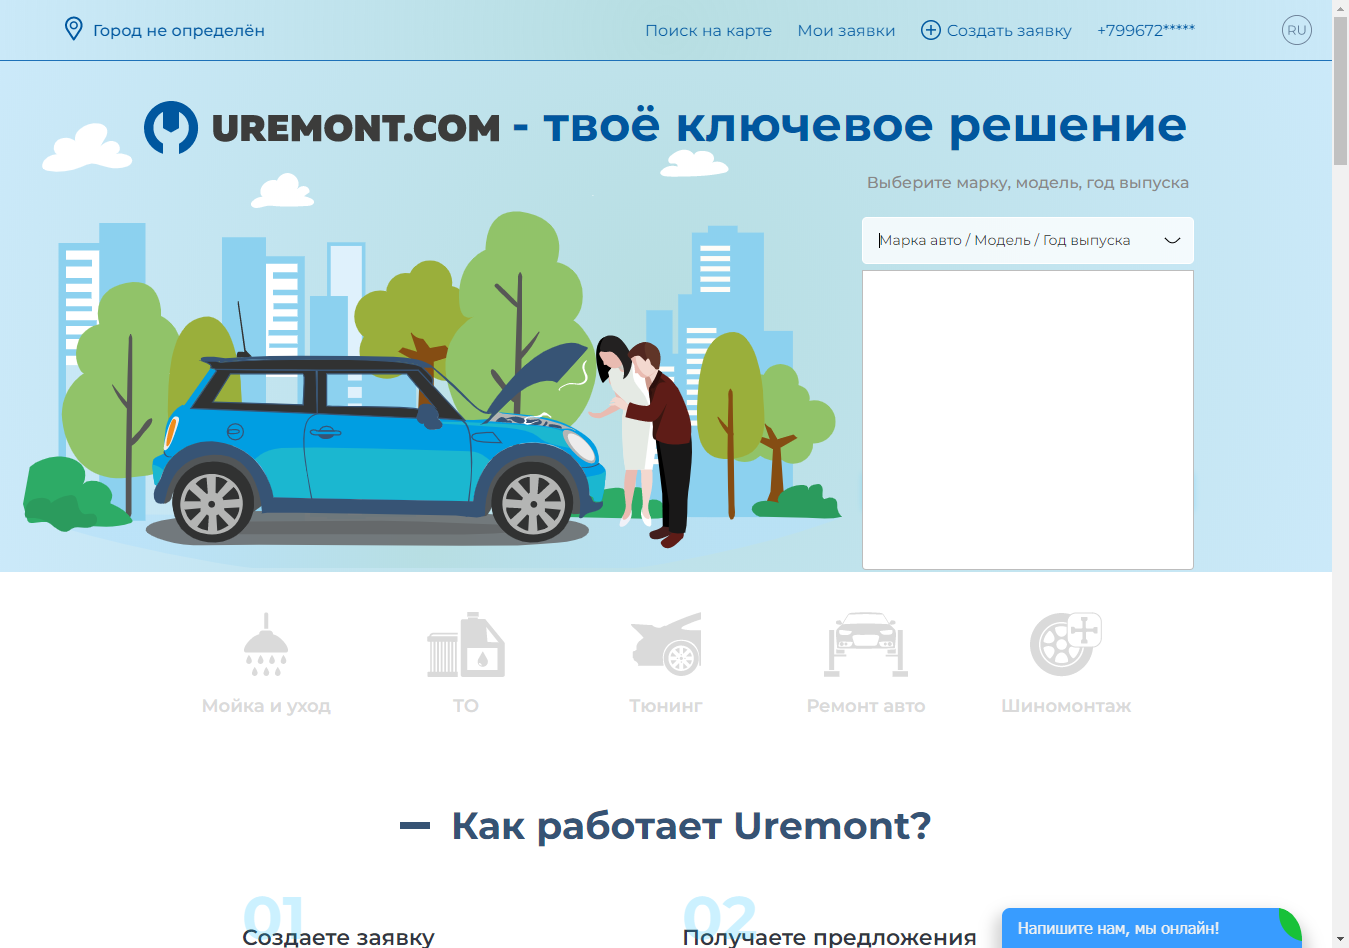 Город не определён
Поиск на карте
Мои заявки
Создать заявку
+799672*****
RU
UREMONT.COM - твоё ключевое решение
Выберите марку, модель, год выпуска
Марка авто / Модель / Год выпуска
Мойка и уход
ТО
Тюнинг
Ремонт авто
Шиномонтаж
Как работает Uremont?
01
Создаете заявку
02
Получаете предложения
Напишите нам, мы онлайн!